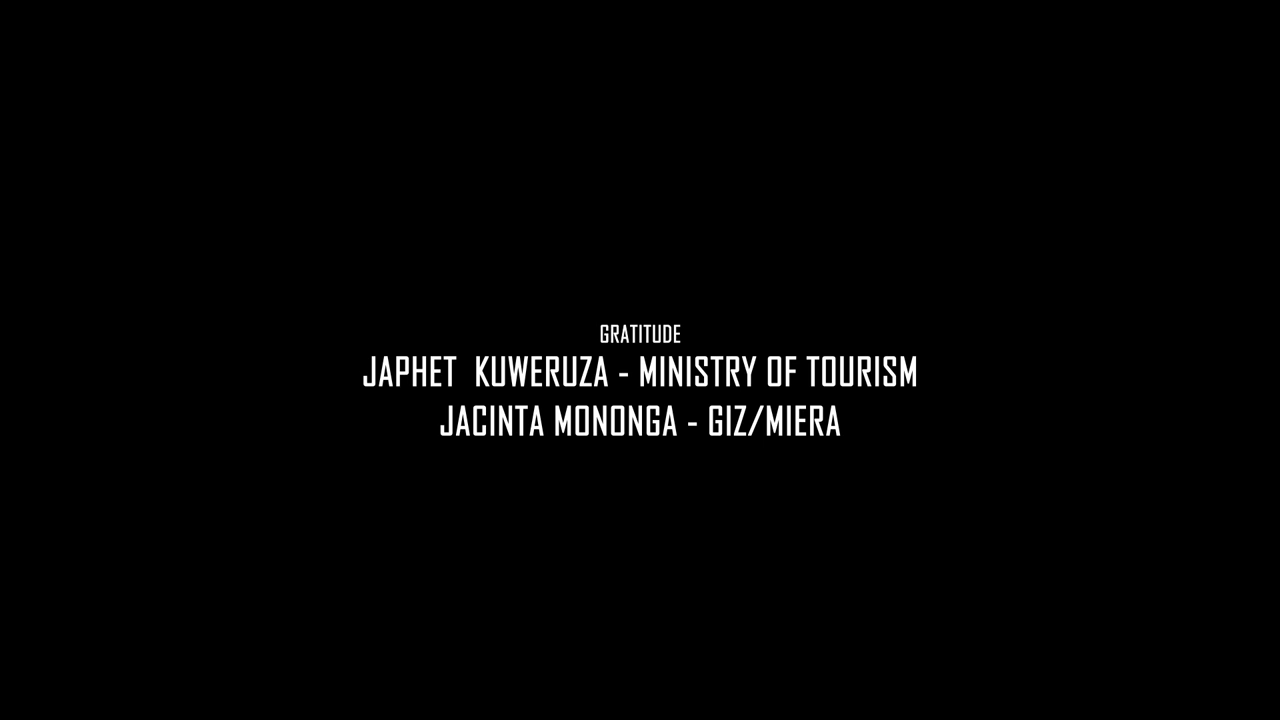 GRATITUDE
JAPHET  KUWERUZA - MINISTRY OF TOURISM
JACINTA MONONGA - GIZ/MIERA